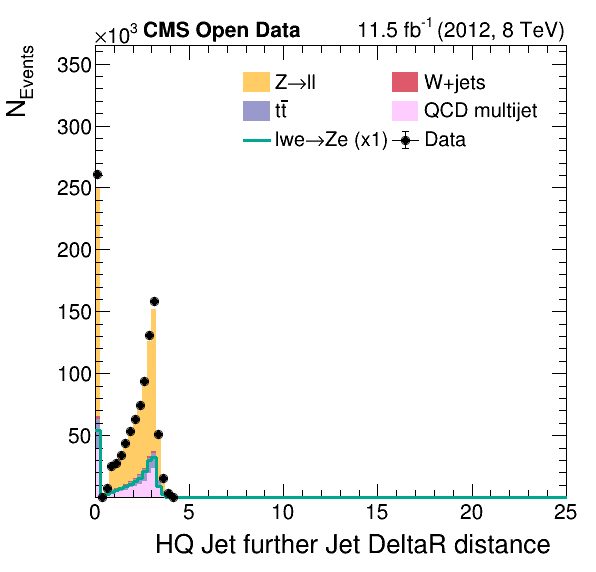 ×10³ CMS Open Data 11.5 fb⁻¹ (2012, 8 TeV)
N_Events
350
300
250
200
150
100
50
Z→ll W+jets
tt̄ QCD multijet
lwe→Ze (x1) Data
0 5 10 15 20 25
HQ Jet further Jet DeltaR distance